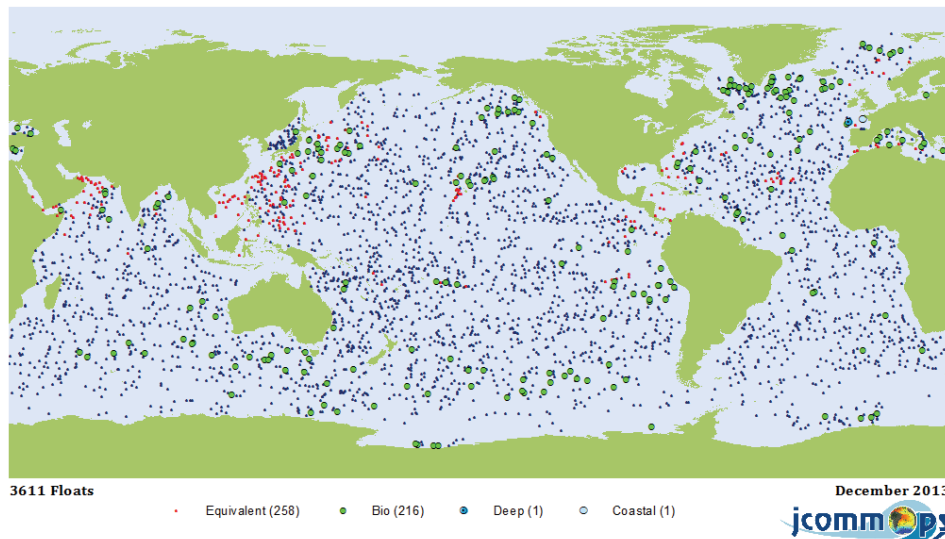 3611 Floats
December 2013
Equivalent (258)
Bio (216)
Deep (1)
Coastal (1)
jcommops